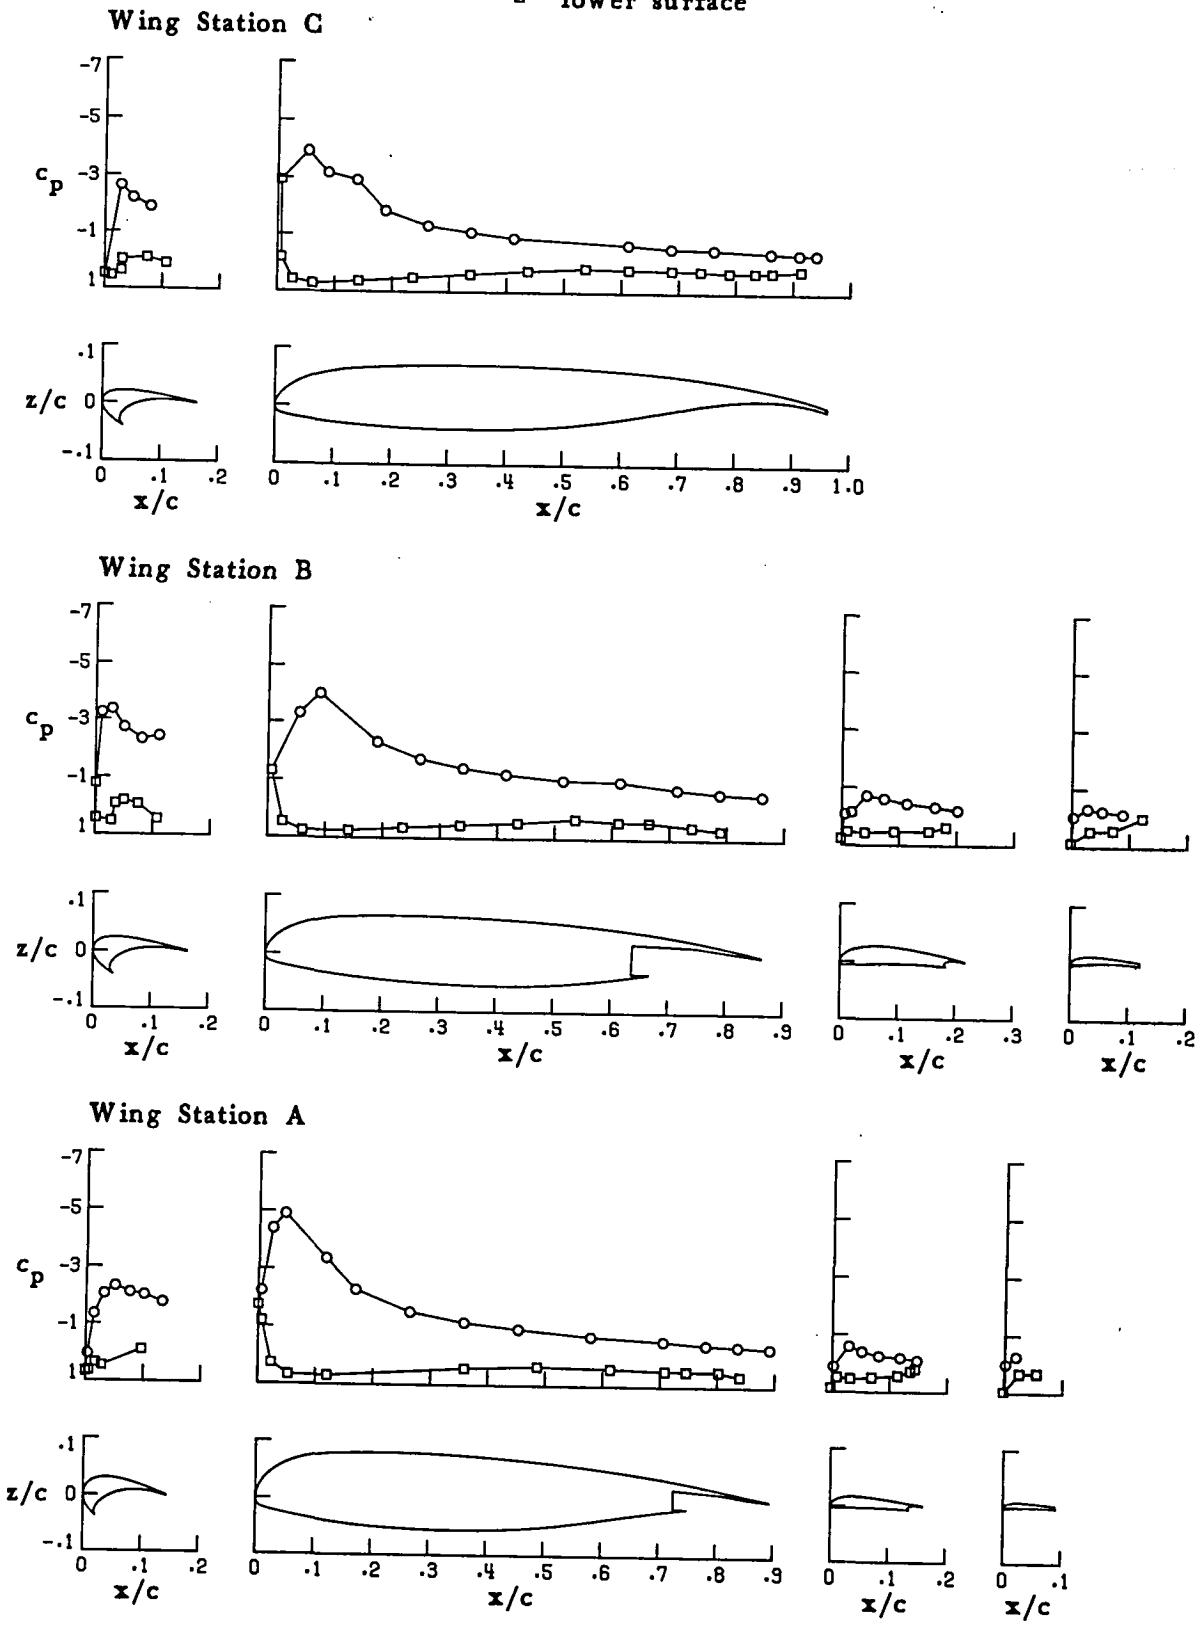 □ lower surface
Wing Station C
-7
-5
c_p -3
-1
1
.1
z/c 0
-.1
0 .1 .2
x/c
0 .1 .2 .3 .4 .5 .6 .7 .8 .9 1.0
x/c
Wing Station B
-7
-5
c_p -3
-1
1
.1
z/c 0
-.1
0 .1 .2
x/c
0 .1 .2 .3 .4 .5 .6 .7 .8 .9
x/c
0 .1 .2 .3
x/c
0 .1 .2
x/c
Wing Station A
-7
-5
c_p -3
-1
1
.1
z/c 0
-.1
0 .1 .2
x/c
0 .1 .2 .3 .4 .5 .6 .7 .8 .9
x/c
0 .1 .2
x/c
0 .1
x/c